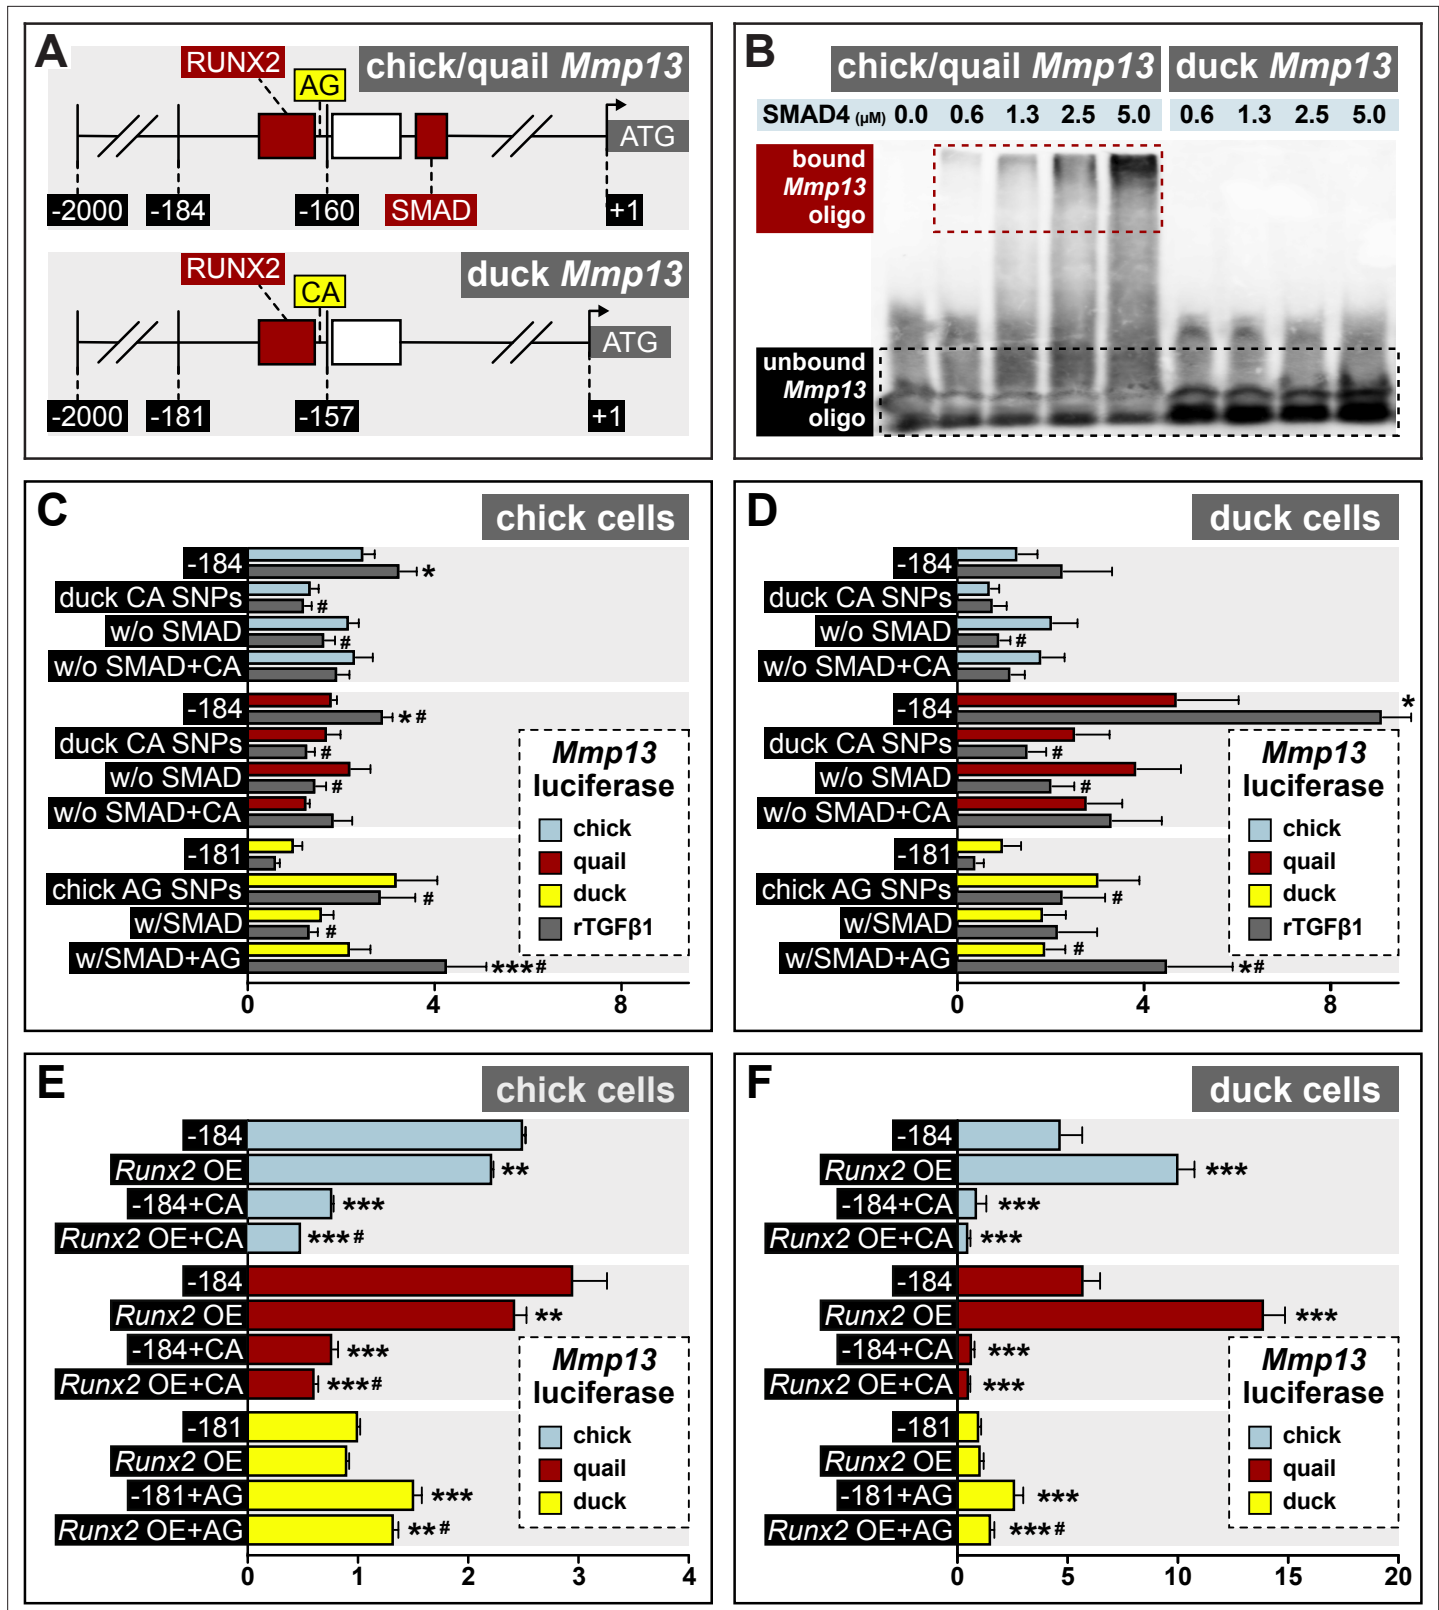 A
chick/quail Mmp13
RUNX2
AG
ATG
-2000
-184
-160
SMAD
+1
duck Mmp13
RUNX2
CA
ATG
-2000
-181
-157
+1
B
chick/quail Mmp13
duck Mmp13
SMAD4 (μM) 0.0 0.6 1.3 2.5 5.0 0.6 1.3 2.5 5.0
bound
Mmp13
oligo
unbound
Mmp13
oligo
C
chick cells
-184
*
duck CA SNPs
#
w/o SMAD
#
w/o SMAD+CA
-184
*#
duck CA SNPs
#
w/o SMAD
#
w/o SMAD+CA
-181
chick AG SNPs
#
w/SMAD
#
w/SMAD+AG
***#
0 4 8
Mmp13
luciferase
chick
quail
duck
rTGFβ1
D
duck cells
-184
duck CA SNPs
w/o SMAD
#
w/o SMAD+CA
-184
*
duck CA SNPs
#
w/o SMAD
#
w/o SMAD+CA
-181
chick AG SNPs
#
w/SMAD
w/SMAD+AG
#
*#
0 4 8
Mmp13
luciferase
chick
quail
duck
rTGFβ1
E
chick cells
-184
Runx2 OE
**
-184+CA
***
Runx2 OE+CA
***#
-184
Runx2 OE
**
-184+CA
***
Runx2 OE+CA
***#
-181
Runx2 OE
-181+AG
***
Runx2 OE+AG
**#
0 1 2 3 4
Mmp13
luciferase
chick
quail
duck
F
duck cells
-184
Runx2 OE
***
-184+CA
***
Runx2 OE+CA
***
-184
Runx2 OE
***
-184+CA
***
Runx2 OE+CA
***
-181
Runx2 OE
-181+AG
***
Runx2 OE+AG
***#
0 5 10 15 20
Mmp13
luciferase
chick
quail
duck